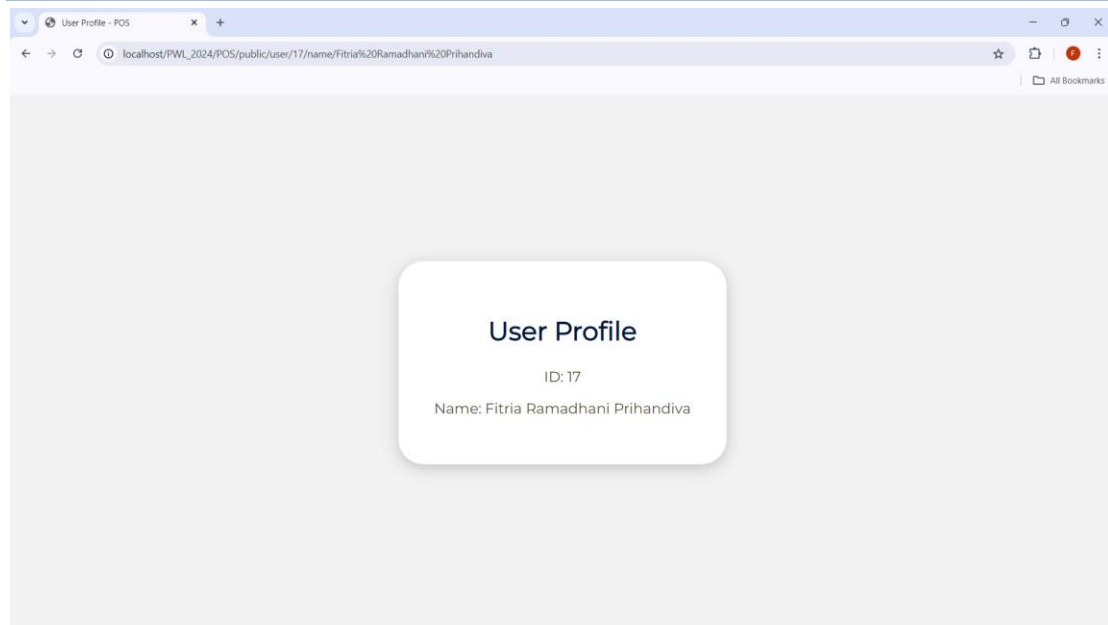 User Profile - POS
localhost/PWL_2024/POS/public/user/17/name/Fitria%20Ramadhani%20Prihandiva
F
All Bookmarks
User Profile
ID: 17
Name: Fitria Ramadhani Prihandiva